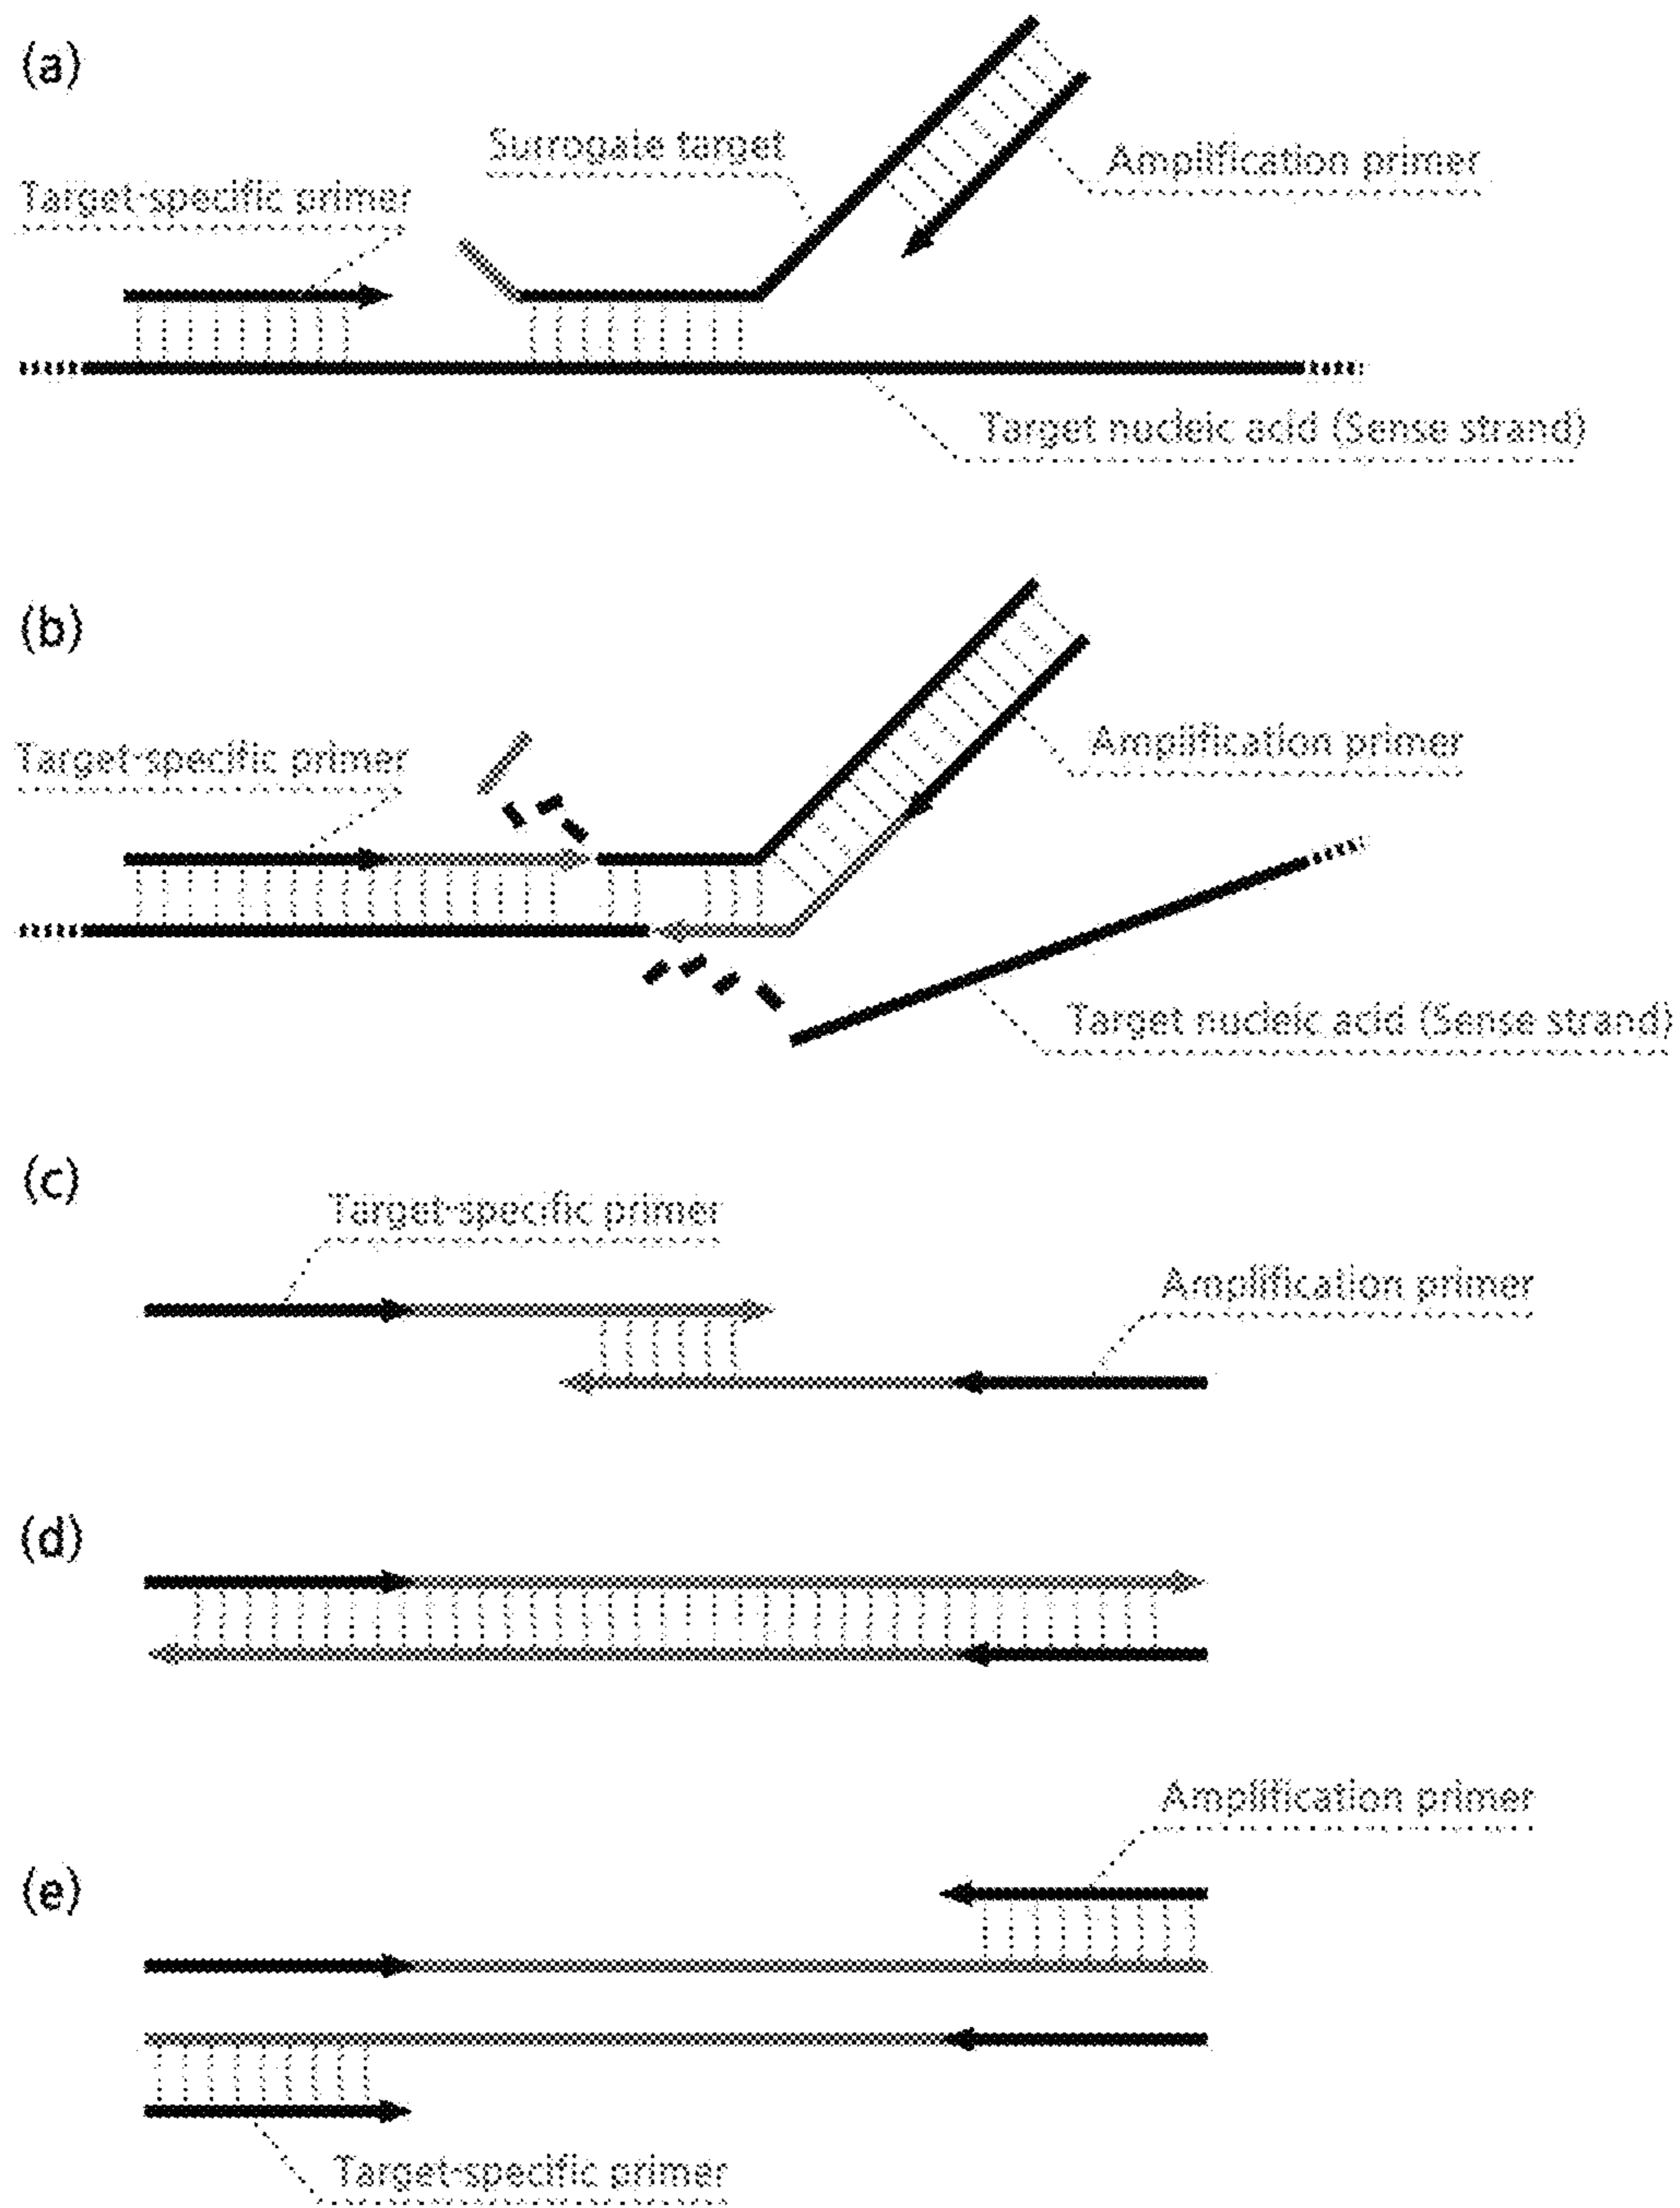 (a)
Surrogale target
Amplification primer
Target-specific primer
Target nucleic acid (Sense strand)
(b)
Amplification primer
Target-specific primer
Target nucleic acid (Sense strand)
(c)
Target-specific primer
Amplification primer
(d)
Amplification primer
(e)
Target-specific primer